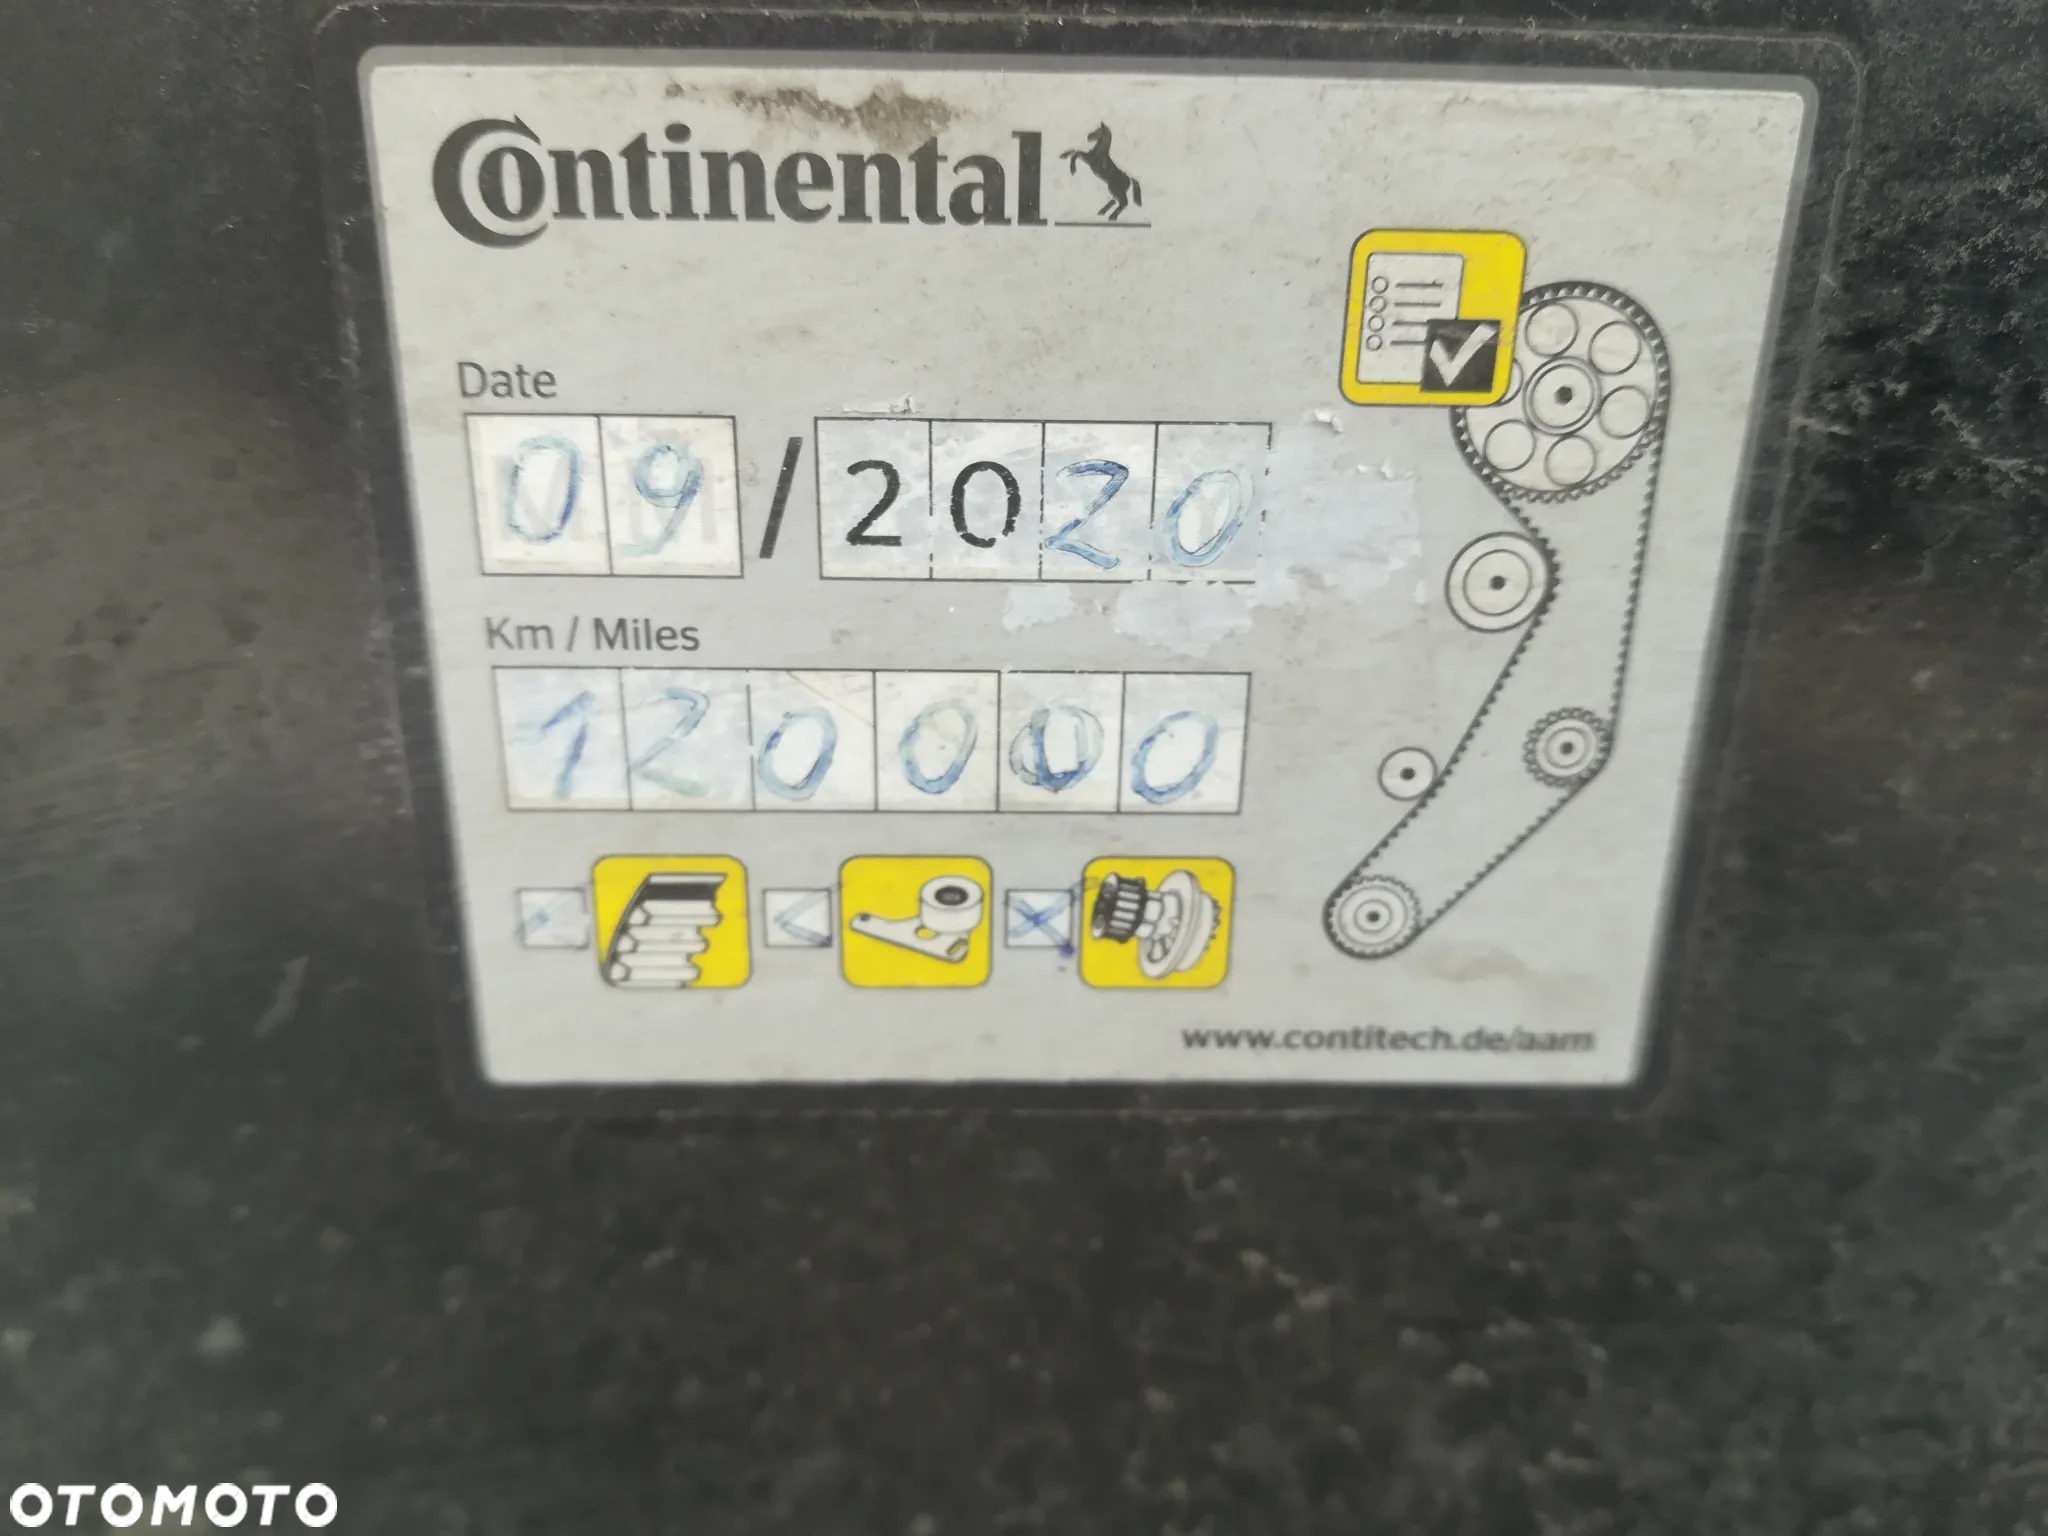 Continental
Date
09/2020
Km / Miles
120000
www.contitech.de/aam
OTOMOTO